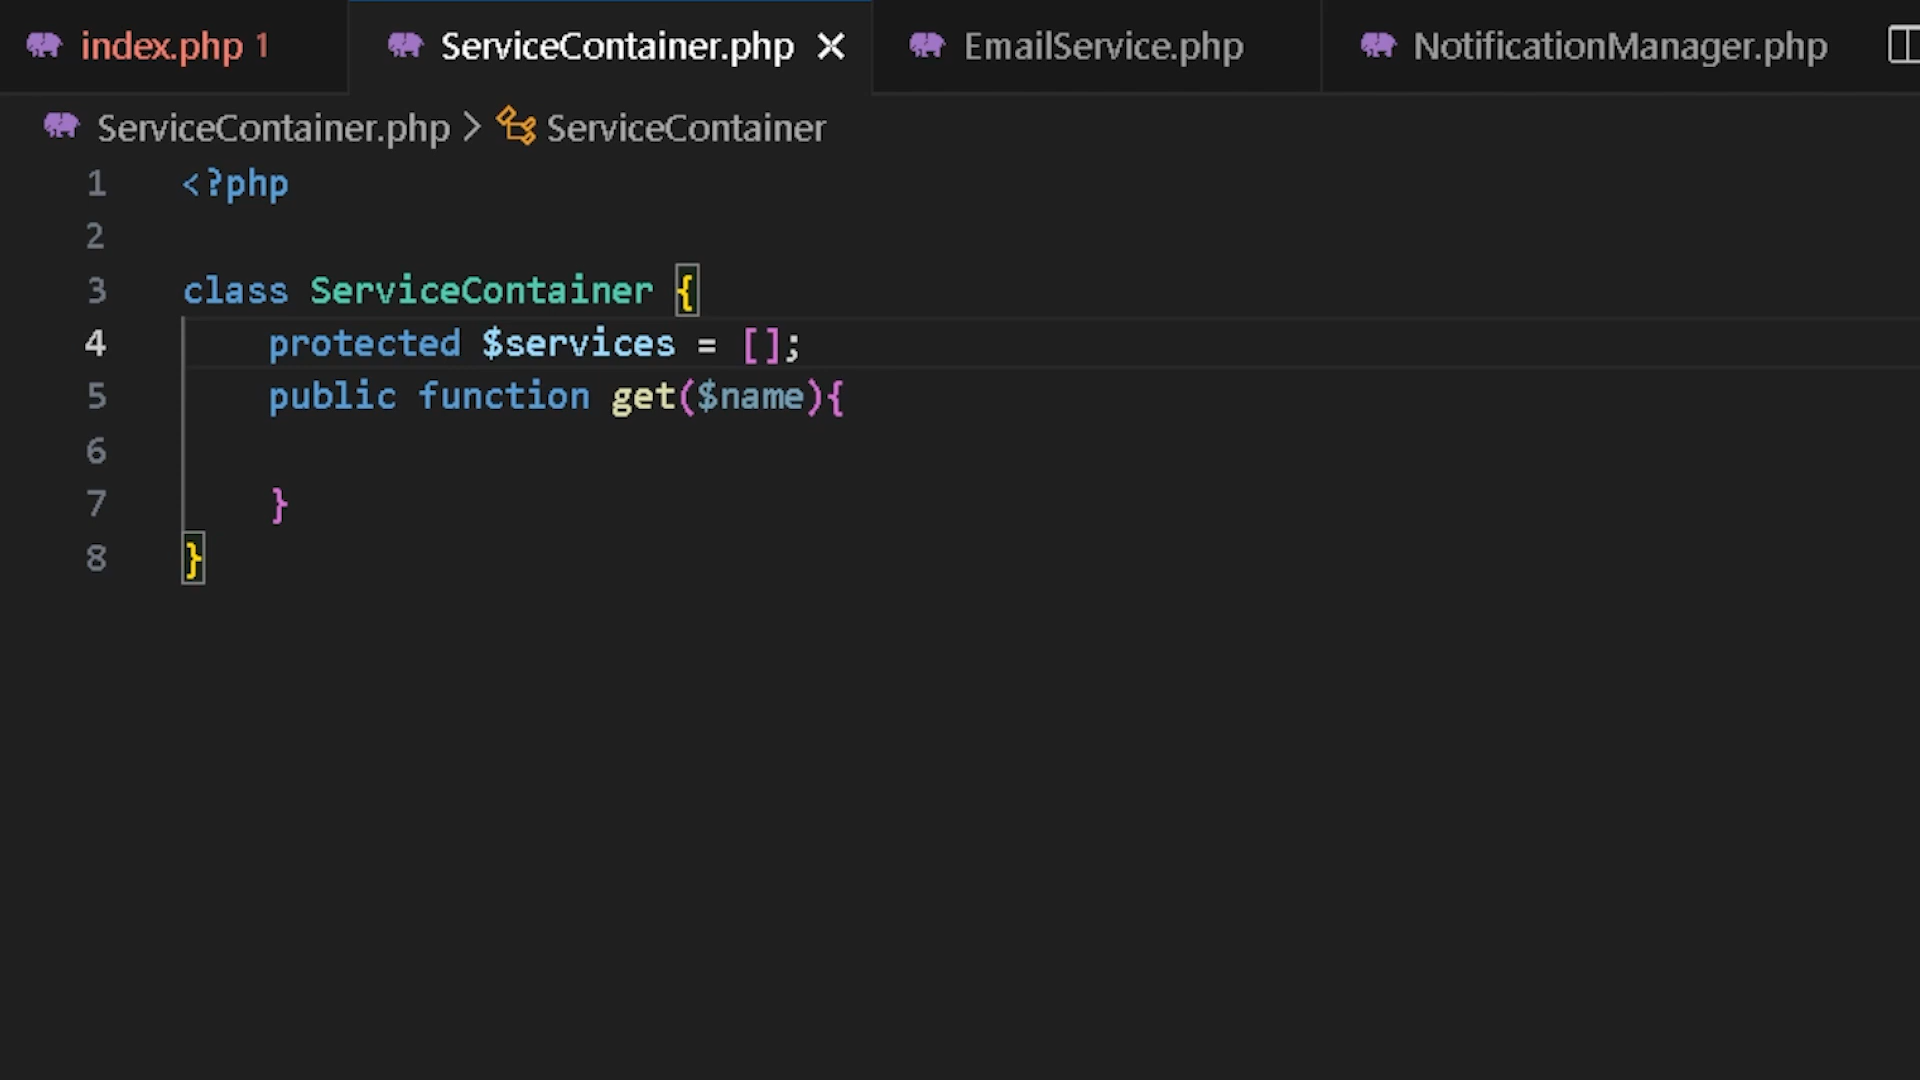 index.php 1 ServiceContainer.php EmailService.php NotificationManager.php
ServiceContainer.php > ServiceContainer
1 <?php
2
3 class ServiceContainer {
4 protected $services = [];
5 public function get($name){
6
7 }
8 }